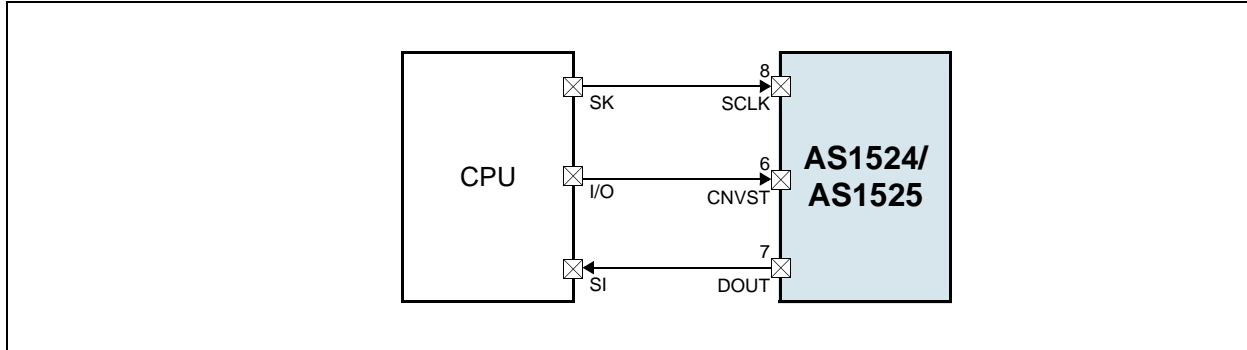 8
SK SCLK
CPU
6
I/O CNVST
AS1524/
AS1525
7
SI DOUT